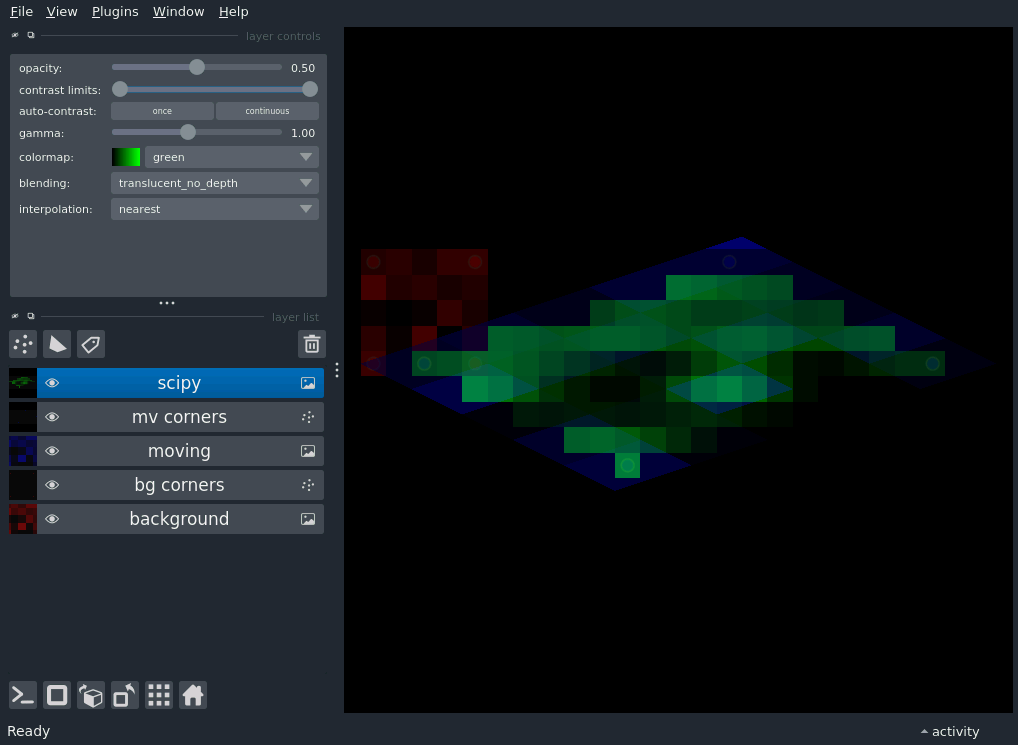 File View Plugins Window Help
layer controls
opacity: 0.50
contrast limits:
auto-contrast: once continuous
gamma: 1.00
colormap: green
blending: translucent_no_depth
interpolation: nearest
layer list
scipy
mv corners
moving
bg corners
background
Ready
activity